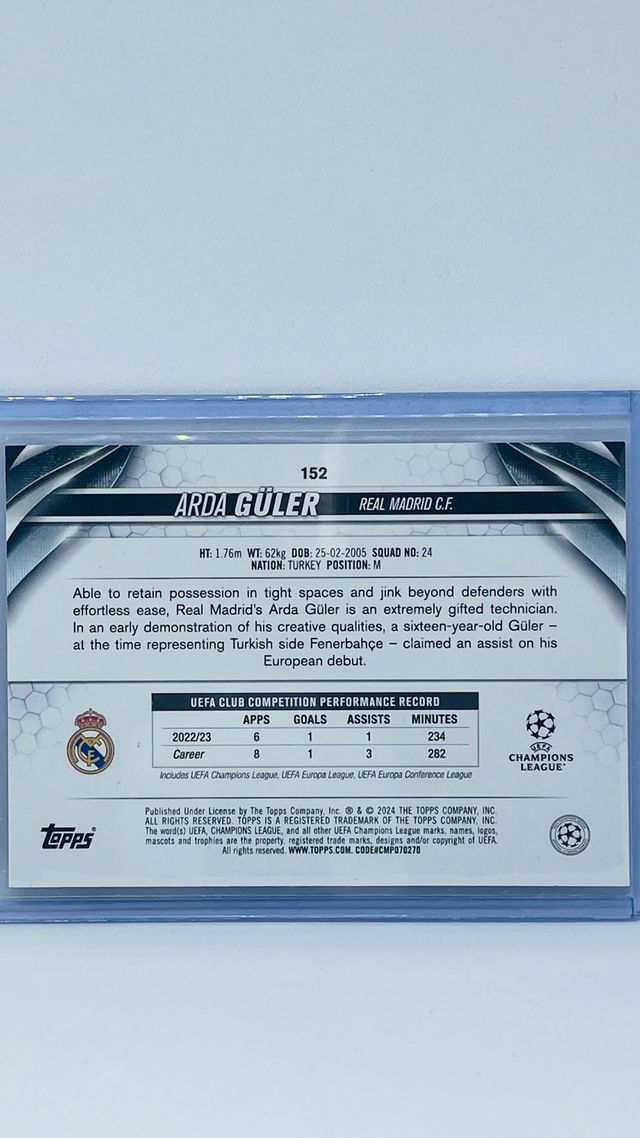 152
ARDA GÜLER REAL MADRID C.F.
HT: 1.76m WT: 62kg DOB: 25-02-2005 SQUAD NO: 24
NATION: TURKEY POSITION: M
Able to retain possession in tight spaces and jink beyond defenders with
effortless ease, Real Madrid's Arda Güler is an extremely gifted technician.
In an early demonstration of his creative qualities, a sixteen-year-old Güler –
at the time representing Turkish side Fenerbahçe – claimed an assist on his
European debut.
UEFA CLUB COMPETITION PERFORMANCE RECORD
APPS GOALS ASSISTS MINUTES
2022/23 6 1 1 234
Career 8 1 3 282
Includes UEFA Champions League, UEFA Europa League, UEFA Europa Conference League
UEFA
CHAMPIONS
LEAGUE
Published Under License by The Topps Company, Inc. ® & © 2024 THE TOPPS COMPANY, INC.
ALL RIGHTS RESERVED. TOPPS IS A REGISTERED TRADEMARK OF THE TOPPS COMPANY, INC.
The word(s) UEFA, CHAMPIONS LEAGUE, and all other UEFA Champions League marks, names, logos,
mascots and trophies are the property, registered trade marks, designs and/or copyright of UEFA.
All rights reserved. WWW.TOPPS.COM. CODE#CMP070270
topps®